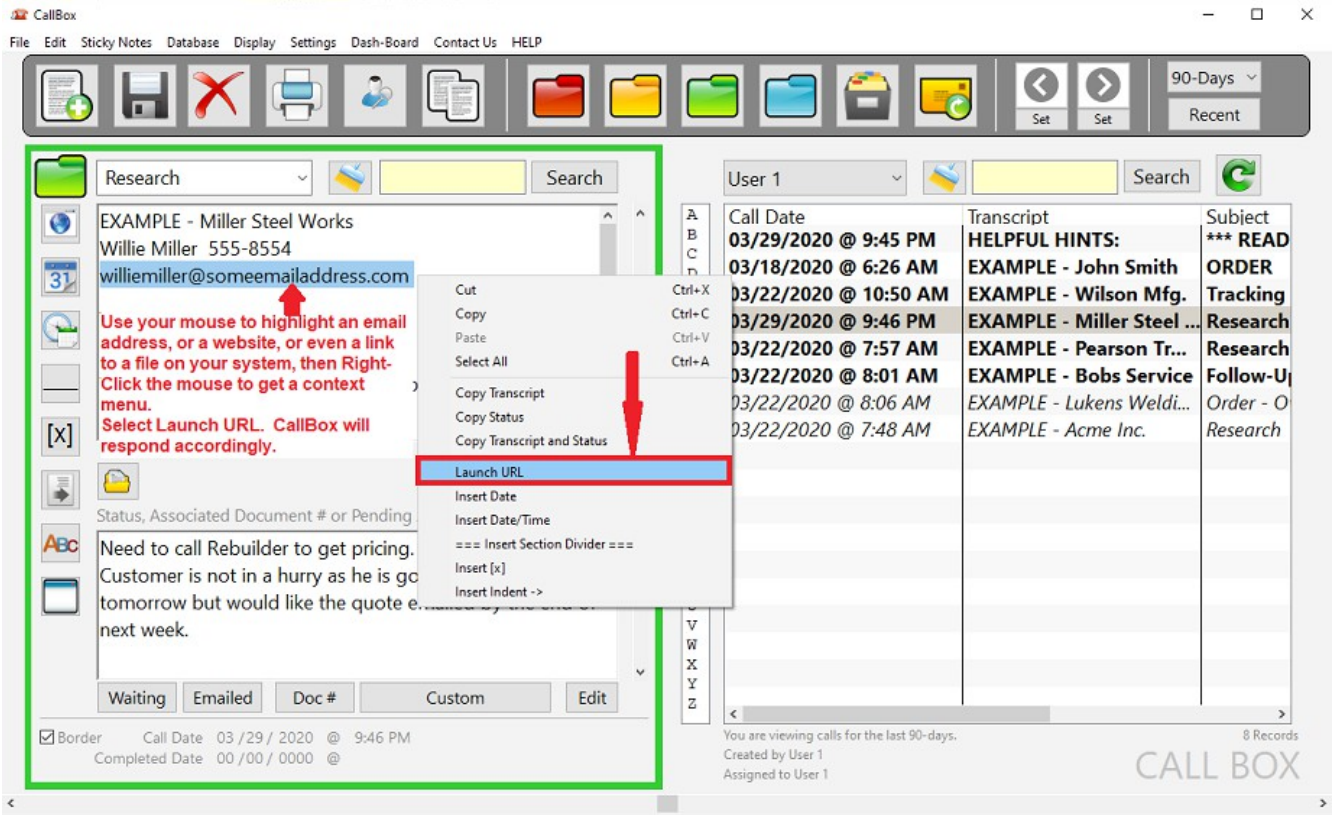 CallBox
File Edit Sticky Notes Database Display Settings Dash-Board Contact Us HELP
Set
Set
90-Days
Recent
Research
Search
31
[X]
ABC
EXAMPLE - Miller Steel Works
Willie Miller 555-8554
williemiller@someemailaddress.com
Use your mouse to highlight an email
address, or a website, or even a link
to a file on your system, then Right-
Click the mouse to get a context
menu.
Select Launch URL. CallBox will
respond accordingly.
Status, Associated Document # or Pending
Need to call Rebuilder to get pricing.
Customer is not in a hurry as he is go
tomorrow but would like the quote emailed by the end of
next week.
Waiting Emailed Doc # Custom Edit
Border Call Date 03 / 29 / 2020 @ 9:46 PM
Completed Date 00 / 00 / 0000 @
Cut Ctrl+X
Copy Ctrl+C
Paste Ctrl+V
Select All Ctrl+A
Copy Transcript
Copy Status
Copy Transcript and Status
Launch URL
Insert Date
Insert Date/Time
=== Insert Section Divider ===
Insert [x]
Insert Indent ->
User 1
Search
A
B
C
D
V
W
X
Y
Z
Call Date Transcript Subject
03/29/2020 @ 9:45 PM HELPFUL HINTS: *** READ
03/18/2020 @ 6:26 AM EXAMPLE - John Smith ORDER
03/22/2020 @ 10:50 AM EXAMPLE - Wilson Mfg. Tracking
03/29/2020 @ 9:46 PM EXAMPLE - Miller Steel ... Research
03/22/2020 @ 7:57 AM EXAMPLE - Pearson Tr... Research
03/22/2020 @ 8:01 AM EXAMPLE - Bobs Service Follow-Up
03/22/2020 @ 8:06 AM EXAMPLE - Lukens Weldi... Order - O
03/22/2020 @ 7:48 AM EXAMPLE - Acme Inc. Research
You are viewing calls for the last 90-days.
Created by User 1
Assigned to User 1
8 Records
CALL BOX